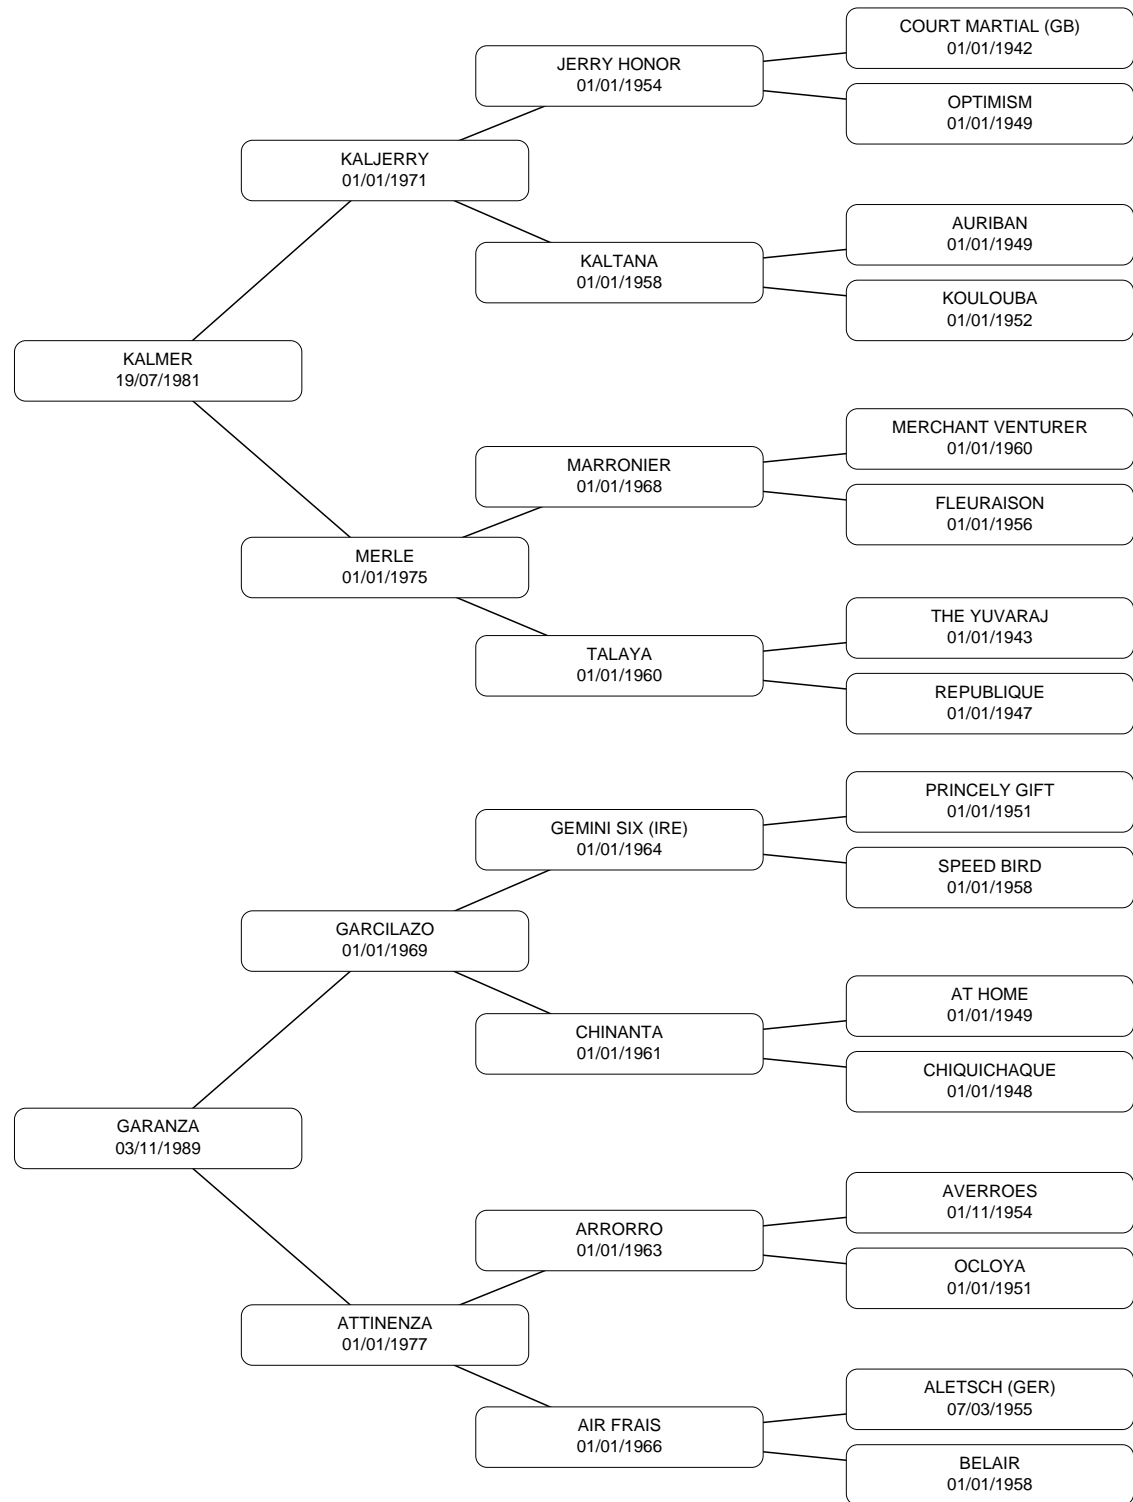 COURT MARTIAL (GB)
01/01/1942
JERRY HONOR
01/01/1954
OPTIMISM
01/01/1949
KALJERRY
01/01/1971
AURIBAN
01/01/1949
KALTANA
01/01/1958
KOULOUBA
01/01/1952
KALMER
19/07/1981
MERCHANT VENTURER
01/01/1960
MARRONIER
01/01/1968
FLEURAISON
01/01/1956
MERLE
01/01/1975
THE YUVARAJ
01/01/1943
TALAYA
01/01/1960
REPUBLIQUE
01/01/1947
PRINCELY GIFT
01/01/1951
GEMINI SIX (IRE)
01/01/1964
SPEED BIRD
01/01/1958
GARCILAZO
01/01/1969
AT HOME
01/01/1949
CHINANTA
01/01/1961
CHIQUICHAQUE
01/01/1948
GARANZA
03/11/1989
AVERROES
01/11/1954
ARRORRO
01/01/1963
OCLOYA
01/01/1951
ATTINENZA
01/01/1977
ALETSCH (GER)
07/03/1955
AIR FRAIS
01/01/1966
BELAIR
01/01/1958